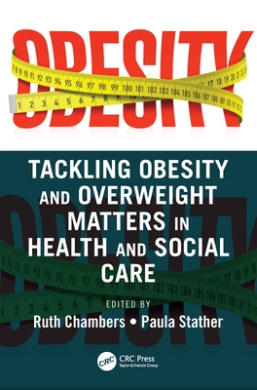 OBESITY
TACKLING OBESITY
AND OVERWEIGHT
MATTERS IN
HEALTH AND SOCIAL
CARE
EDITED BY
Ruth Chambers • Paula Stather
CRC
CRC Press
Taylor & Francis Group